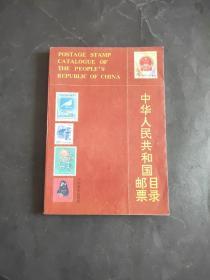 POSTAGE STAMP
CATALOGUE OF
THE PEOPLE'S
REPUBLIC OF CHINA
中华人民共和国
邮票
目录